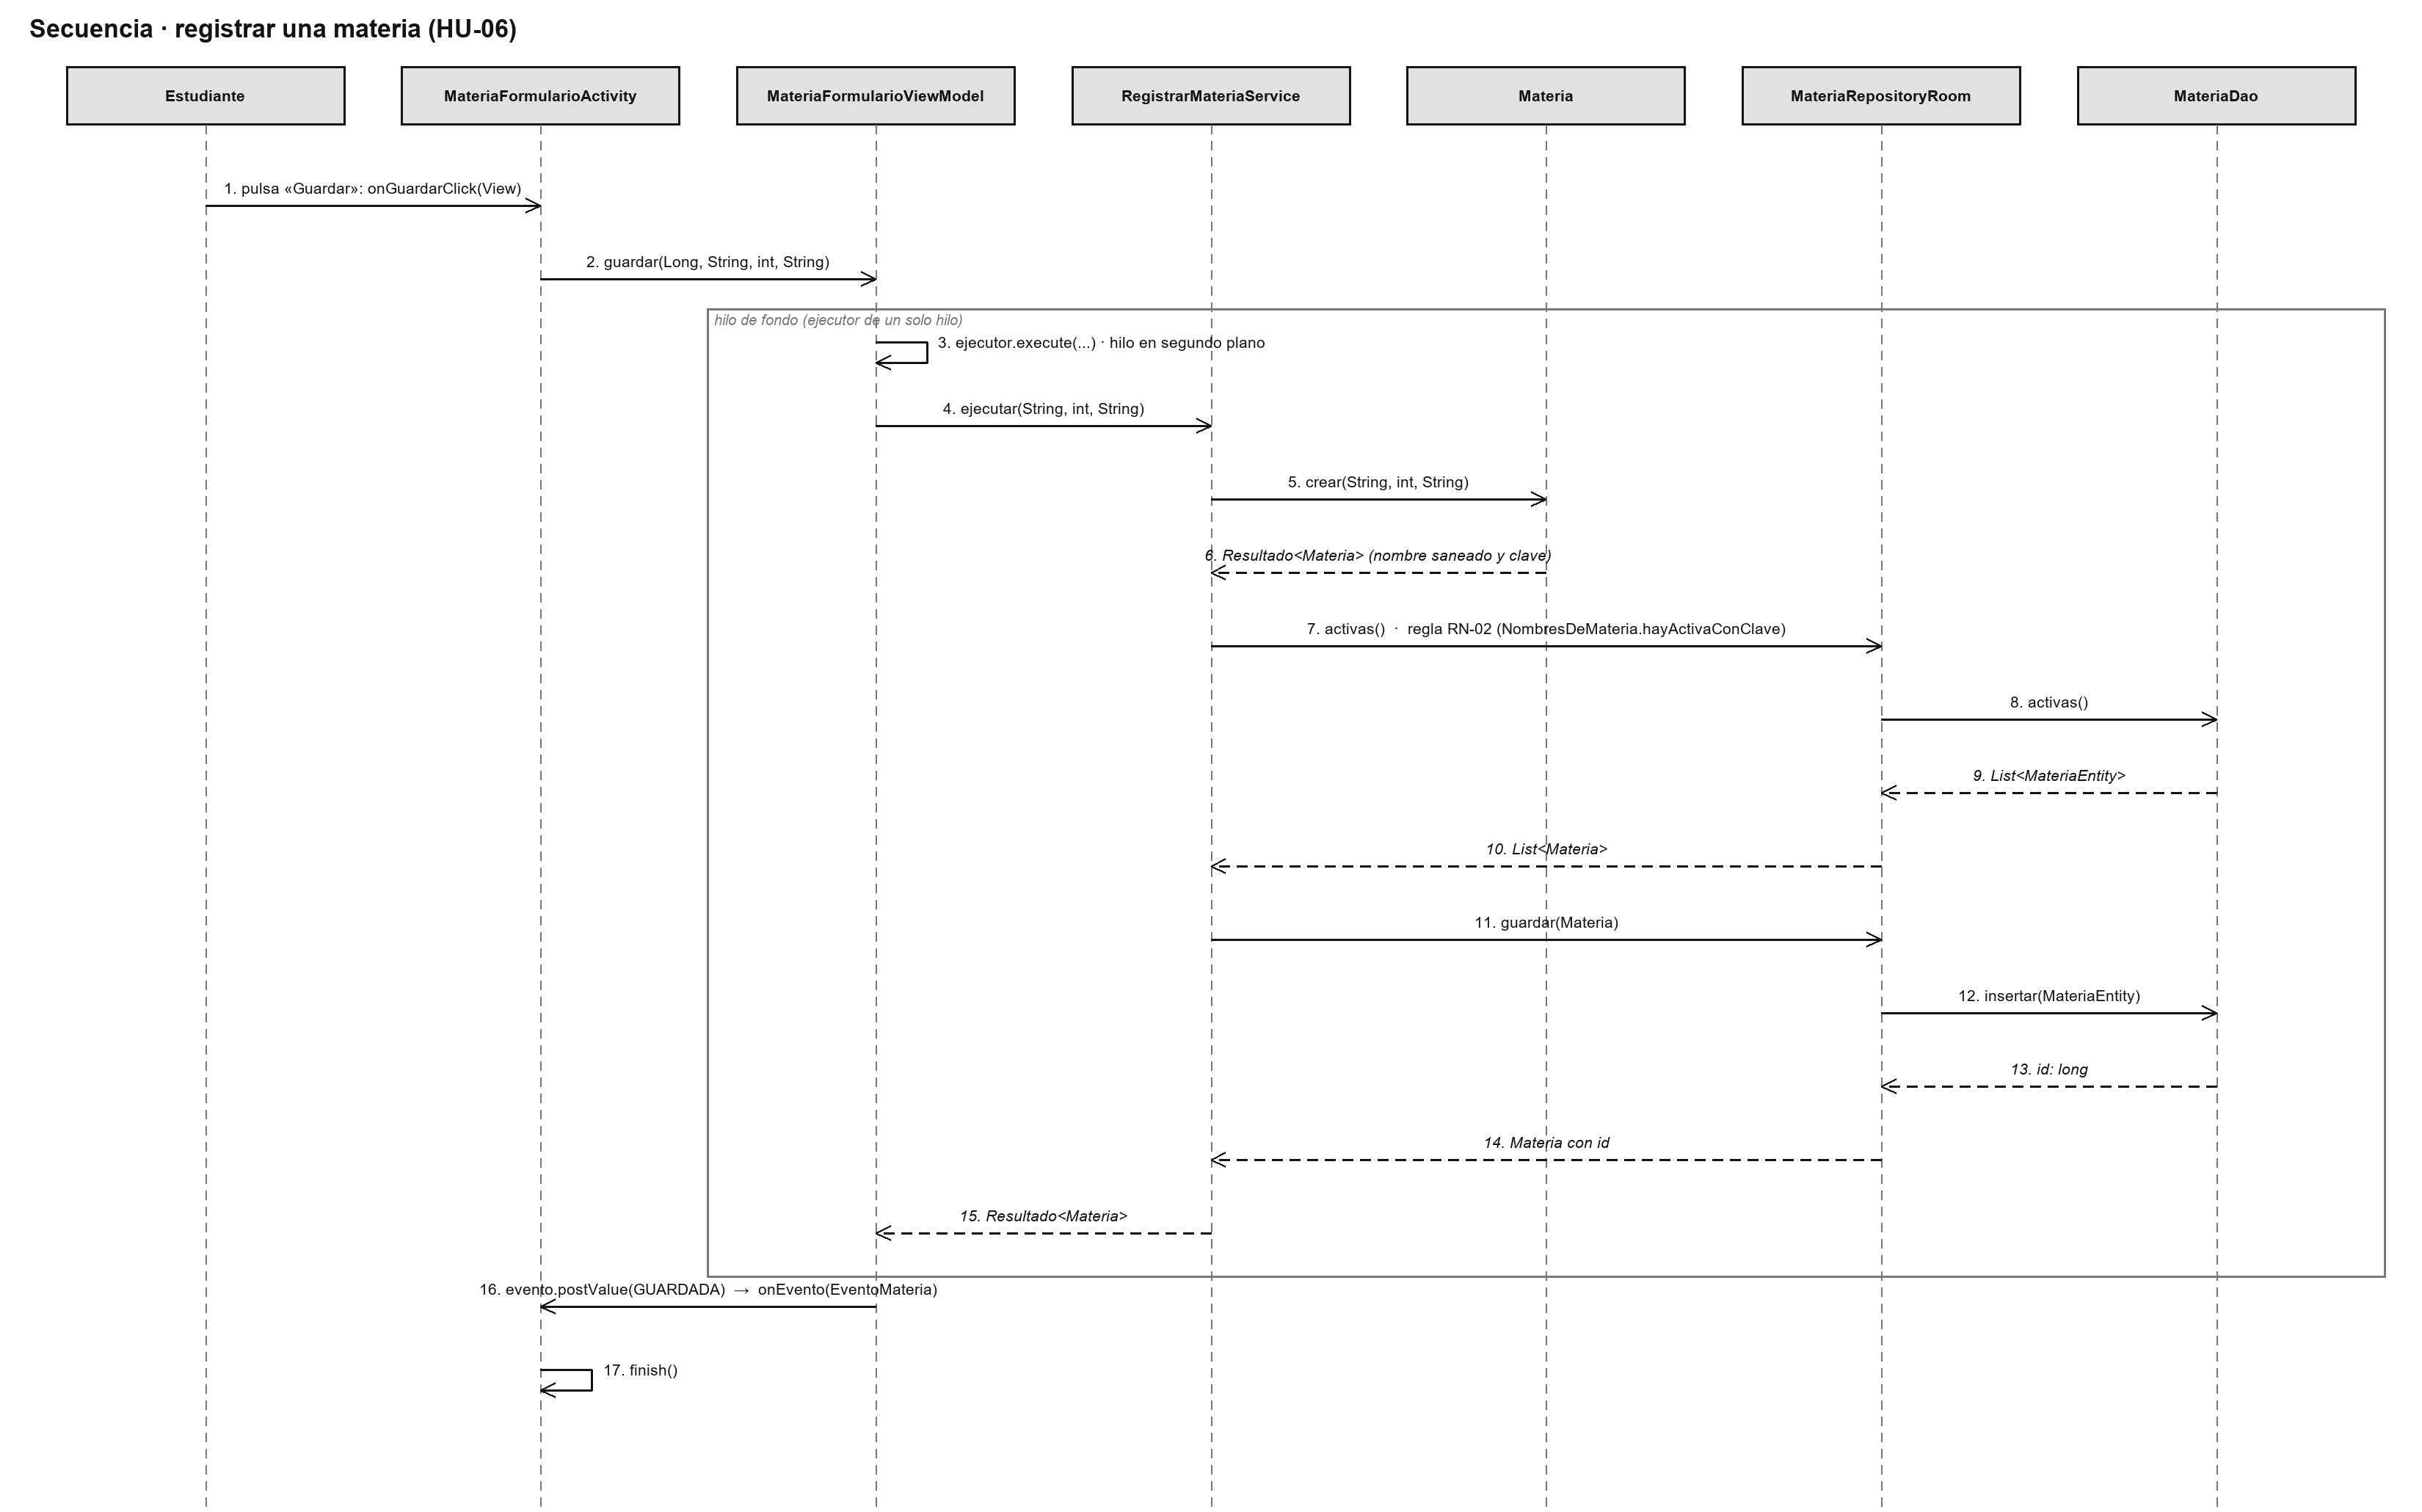 Secuencia · registrar una materia (HU-06)
Estudiante
MateriaFormularioActivity
MateriaFormularioViewModel
RegistrarMateriaService
Materia
MateriaRepositoryRoom
MateriaDao
1. pulsa «Guardar»: onGuardarClick(View)
2. guardar(Long, String, int, String)
hilo de fondo (ejecutor de un solo hilo)
3. ejecutor.execute(...) · hilo en segundo plano
4. ejecutar(String, int, String)
5. crear(String, int, String)
6. Resultado<Materia> (nombre saneado y clave)
7. activas() · regla RN-02 (NombresDeMateria.hayActivaConClave)
8. activas()
9. List<MateriaEntity>
10. List<Materia>
11. guardar(Materia)
12. insertar(MateriaEntity)
13. id: long
14. Materia con id
15. Resultado<Materia>
16. evento.postValue(GUARDADA) → onEvento(EventoMateria)
17. finish()